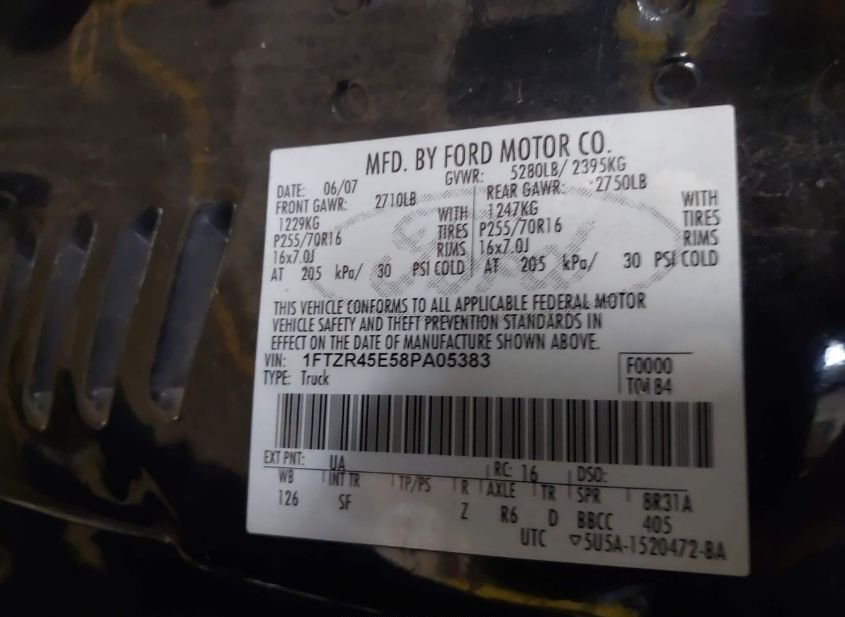 MFD. BY FORD MOTOR CO.
DATE: 06/07 GVWR: 5280LB/ 2395KG
FRONT GAWR: 2710LB REAR GAWR: 2750LB
1229KG WITH 1247KG WITH
P255/70R16 TIRES P255/70R16 TIRES
16x7.0J RIMS 16x7.0J RIMS
AT 205 kPa/ 30 PSI COLD AT 205 kPa/ 30 PSI COLD
Ford
THIS VEHICLE CONFORMS TO ALL APPLICABLE FEDERAL MOTOR
VEHICLE SAFETY AND THEFT PREVENTION STANDARDS IN
EFFECT ON THE DATE OF MANUFACTURE SHOWN ABOVE.
VIN: 1FTZR45E58PA05383 F0000
TYPE: Truck T0184
EXT PNT: UA RC: 16 DSO:
WB INT TR TP/PS R AXLE TR SPR 8R31A
126 SF Z R6 D BBCC 405
UTC 5U5A-1520472-BA